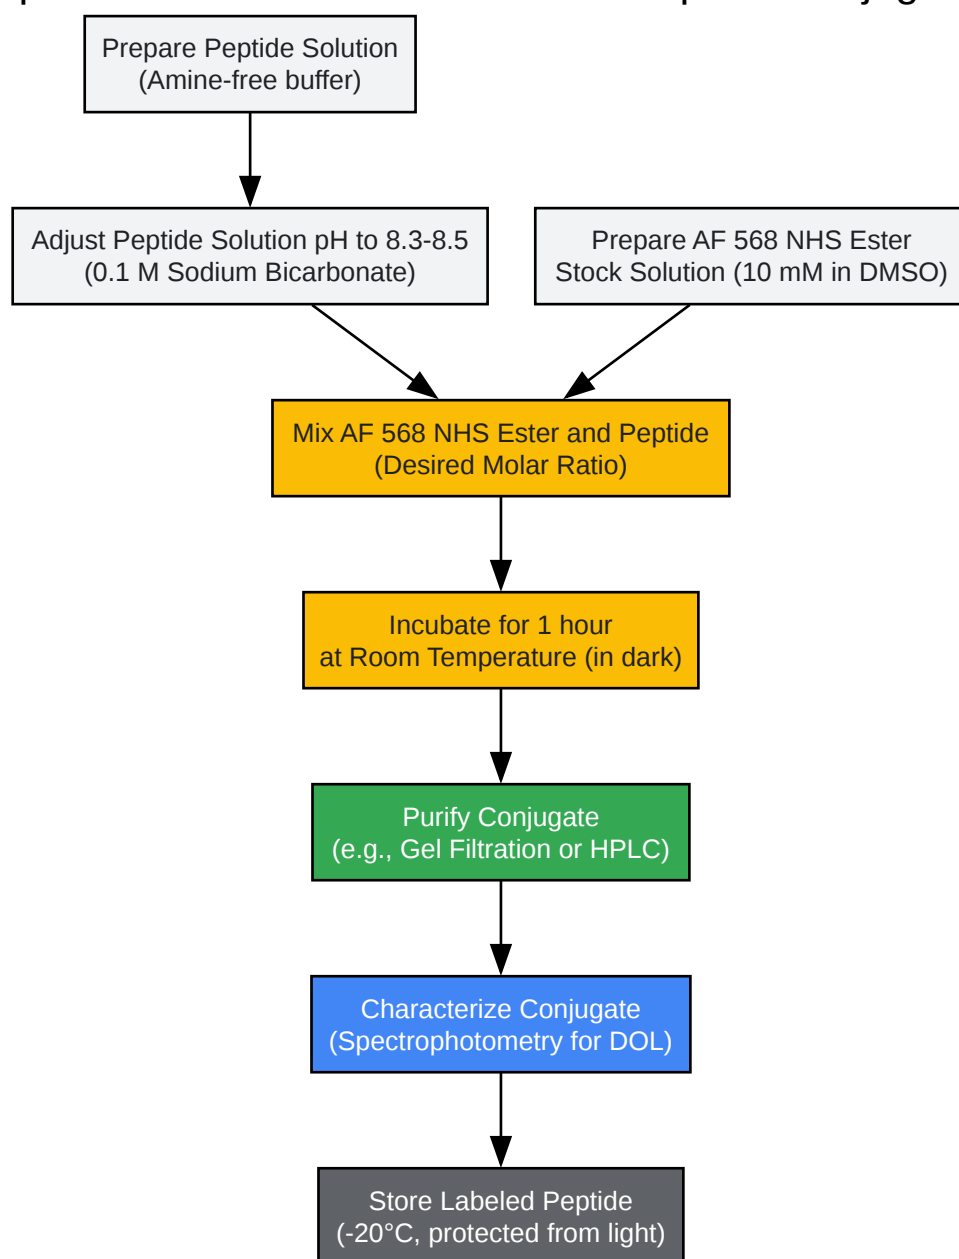 Prepare Peptide Solution
(Amine-free buffer)
Adjust Peptide Solution pH to 8.3-8.5
(0.1 M Sodium Bicarbonate)
Prepare AF 568 NHS Ester
Stock Solution (10 mM in DMSO)
Mix AF 568 NHS Ester and Peptide
(Desired Molar Ratio)
Incubate for 1 hour
at Room Temperature (in dark)
Purify Conjugate
(e.g., Gel Filtration or HPLC)
Characterize Conjugate
(Spectrophotometry for DOL)
Store Labeled Peptide
(-20°C, protected from light)